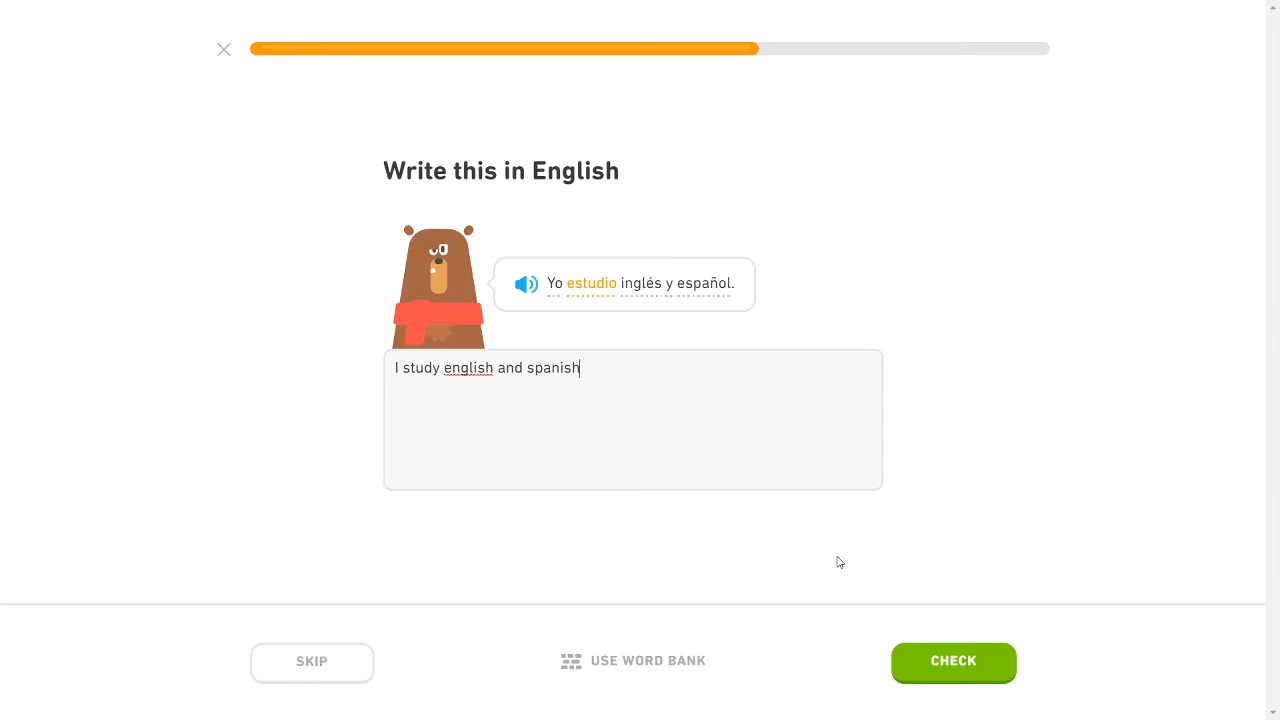 Write this in English
Yo estudio inglés y español.
I study english and spanish
SKIP
USE WORD BANK
CHECK